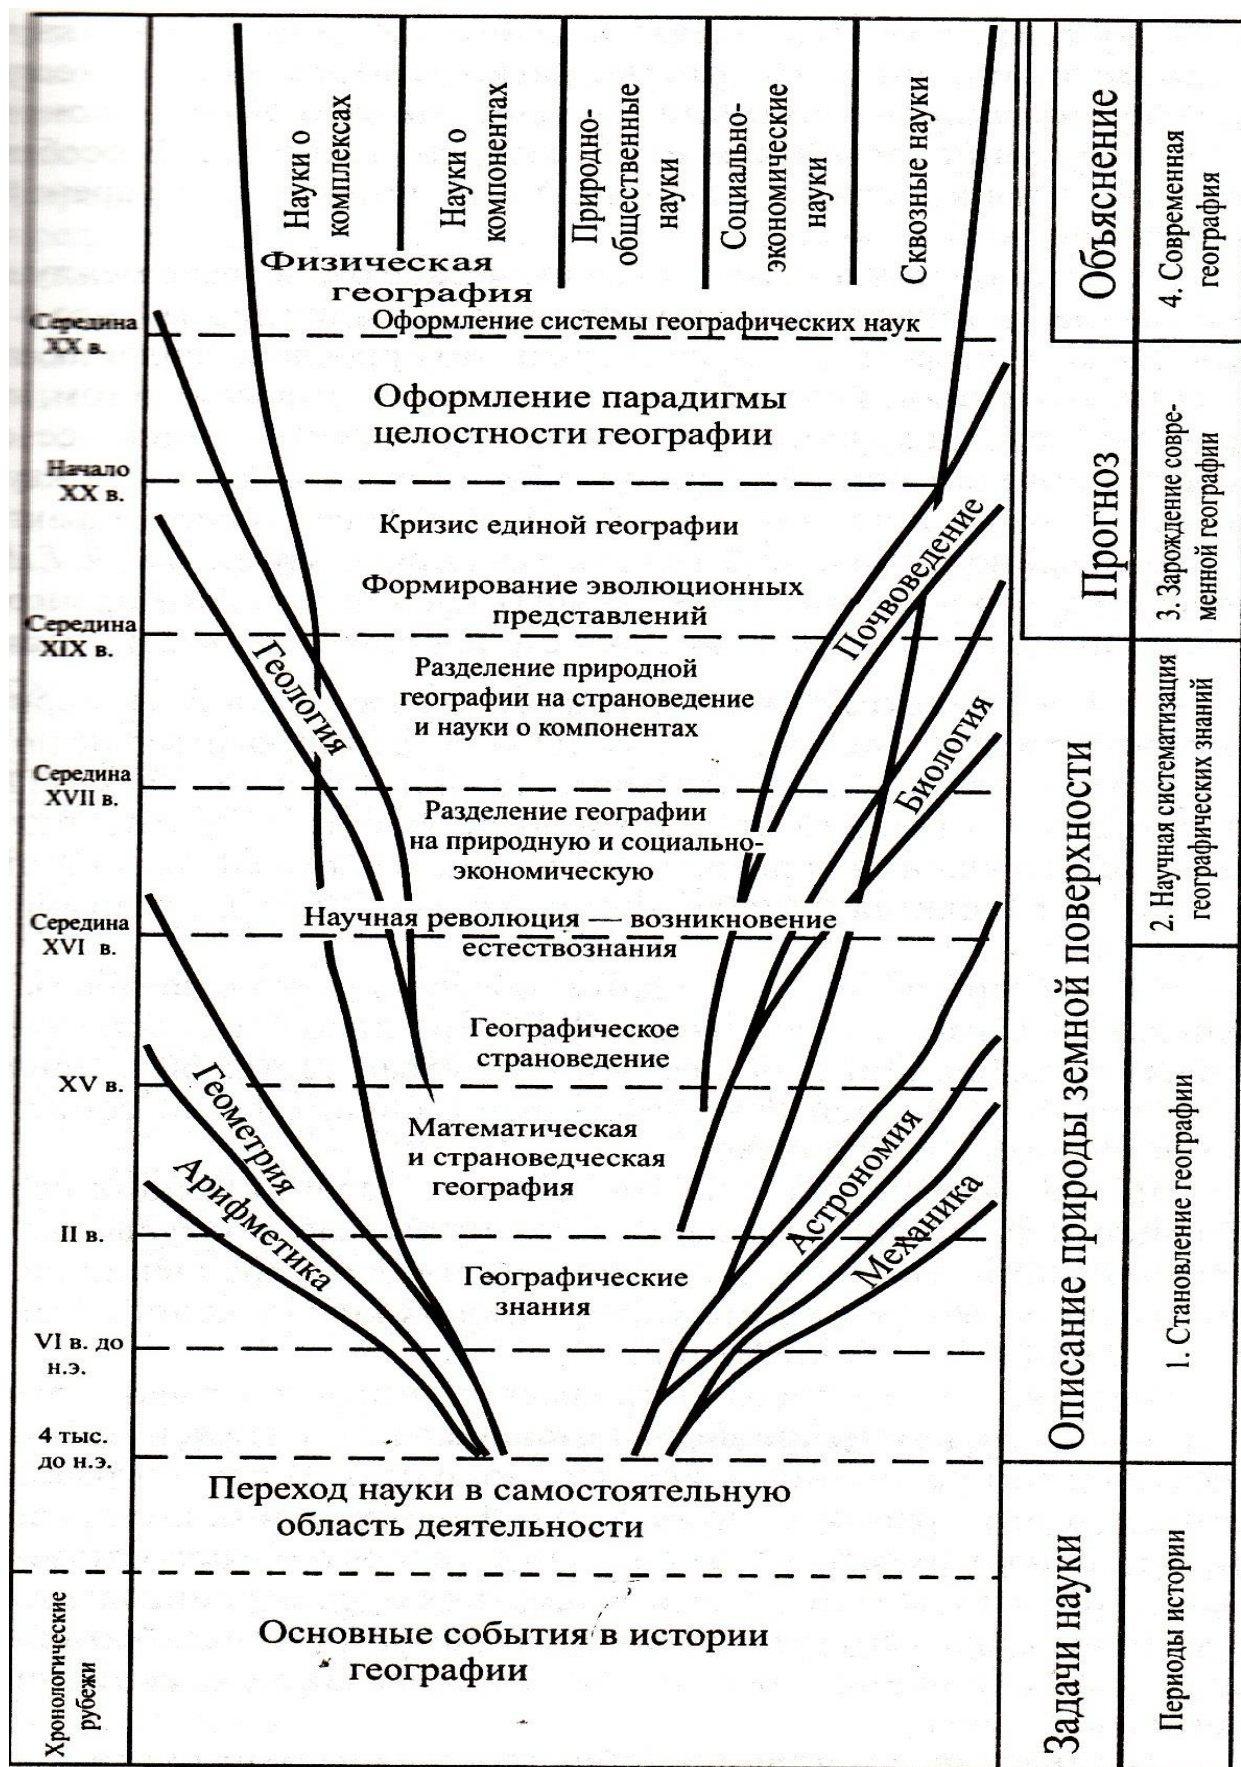 Науки о
комплексах
Науки о
компонентах
Природно-
общественные
науки
Социально-
экономические
науки
Сквозные науки
Объяснение
4. Современная
география
Физическая
география
Середина
XX в.
Оформление системы географических наук
Оформление парадигмы
целостности географии
Прогноз
3. Зарождение совре-
менной географии
Начало
XX в.
Кризис единой географии
Почвоведение
Формирование эволюционных
представлений
Середина
XIX в.
Геология
Разделение природной
географии на страноведение
и науки о компонентах
Биология
Описание природы земной поверхности
2. Научная систематизация
географических знаний
Середина
XVII в.
Разделение географии
на природную и социально-
экономическую
Середина
XVI в.
Научная революция — возникновение
естествознания
Географическое
страноведение
XV в.
Геометрия
Арифметика
Математическая
и страноведческая
география
Астрономия
Механика
1. Становление географии
II в.
Географические
знания
VI в. до
н.э.
4 тыс.
до н.э.
Переход науки в самостоятельную
область деятельности
Хронологические
рубежи
Основные события в истории
географии
Задачи науки
Периоды истории